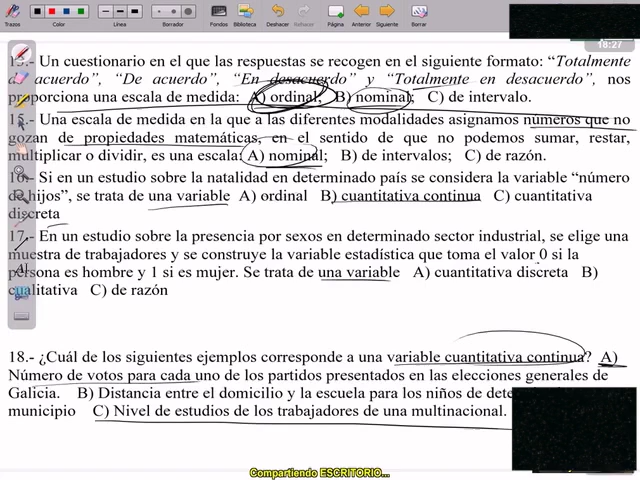 Trazos Color Línea Borrador Fondos Biblioteca Deshacer Rehacer Página Anterior Siguiente Borrar
18:27
13.- Un cuestionario en el que las respuestas se recogen en el siguiente formato: “Totalmente
de acuerdo”, “De acuerdo”, “En desacuerdo” y “Totalmente en desacuerdo”, nos
proporciona una escala de medida: A) ordinal; B) nominal; C) de intervalo.
15.- Una escala de medida en la que a las diferentes modalidades asignamos números que no
gozan de propiedades matemáticas, en el sentido de que no podemos sumar, restar,
multiplicar o dividir, es una escala: A) nominal; B) de intervalos; C) de razón.
16.- Si en un estudio sobre la natalidad en determinado país se considera la variable “número
de hijos”, se trata de una variable A) ordinal B) cuantitativa continua C) cuantitativa
discreta
17.- En un estudio sobre la presencia por sexos en determinado sector industrial, se elige una
muestra de trabajadores y se construye la variable estadística que toma el valor 0 si la
persona es hombre y 1 si es mujer. Se trata de una variable A) cuantitativa discreta B)
cualitativa C) de razón
18.- ¿Cuál de los siguientes ejemplos corresponde a una variable cuantitativa continua? A)
Número de votos para cada uno de los partidos presentados en las elecciones generales de
Galicia. B) Distancia entre el domicilio y la escuela para los niños de
municipio C) Nivel de estudios de los trabajadores de una multinacional.
Compartiendo ESCRITORIO...